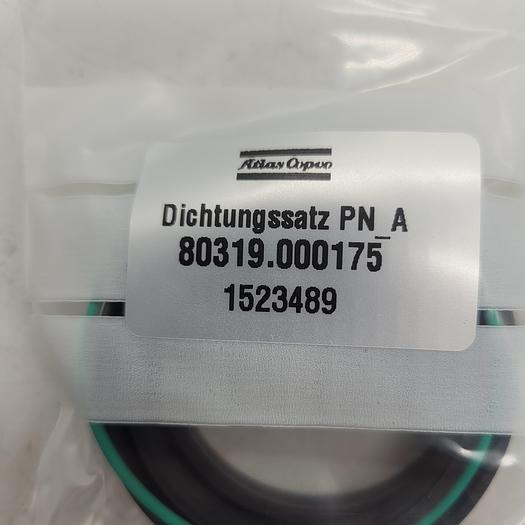 Atlas Copco
Dichtungssatz PN_A
80319.000175
1523489